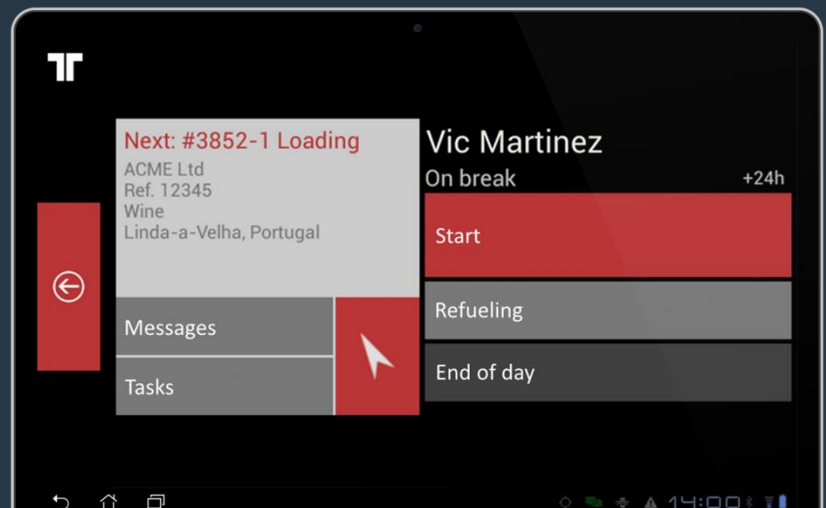 Next: #3852-1 Loading
ACME Ltd
Ref. 12345
Wine
Linda-a-Velha, Portugal
Messages
Tasks
Vic Martinez
On break +24h
Start
Refueling
End of day
14:00